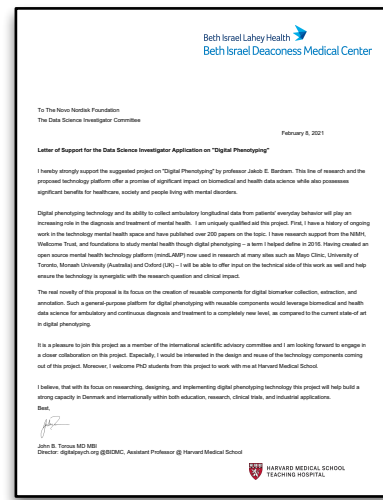 Beth Israel Lahey Health
Beth Israel Deaconess Medical Center
To The Novo Nordisk Foundation
The Data Science Investigator Committee
February 8, 2021
Letter of Support for the Data Science Investigator Application on "Digital Phenotyping"
I hereby strongly support the suggested project on "Digital Phenotyping" by professor Jakob E. Bardram. This line of research and the
proposed technology platform offer a promise of significant impact on biomedical and health data science while also possesses
significant benefits for healthcare, society and people living with mental disorders.
Digital phenotyping technology and its ability to collect ambulatory longitudinal data from patients' everyday behavior will play an
increasing role in the diagnosis and treatment of mental health. I am uniquely qualified aid this project. First, I have a history of ongoing
work in the technology mental health space and have published over 200 papers on the topic. I have research support from the NIMH,
Wellcome Trust, and foundations to study mental health though digital phenotyping – a term I helped define in 2016. Having created an
open source mental health technology platform (mindLAMP) now used in research at many sites such as Mayo Clinic, University of
Toronto, Monash University (Australia) and Oxford (UK) – I will be able to offer input on the technical side of this work as well and help
ensure the technology is synergistic with the research question and clinical impact.
The real novelty of this proposal is its focus on the creation of reusable components for digital biomarker collection, extraction, and
annotation. Such a general-purpose platform for digital phenotyping with reusable components would leverage biomedical and health
data science for ambulatory and continuous diagnosis and treatment to a completely new level, as compared to the current state-of art
in digital phenotyping.
It is a pleasure to join this project as a member of the international scientific advisory committee and I am looking forward to engage in
a closer collaboration on this project. Especially, I would be interested in the design and reuse of the technology components coming
out of this project. Moreover, I welcome PhD students from this project to work with me at Harvard Medical School.
I believe, that with its focus on researching, designing, and implementing digital phenotyping technology this project will help build a
strong capacity in Denmark and internationally within both education, research, clinical trials, and industrial applications.
Best,
John B. Torous MD MBI
Director: digitalpsych.org @BIDMC, Assistant Professor @ Harvard Medical School
HARVARD MEDICAL SCHOOL
TEACHING HOSPITAL